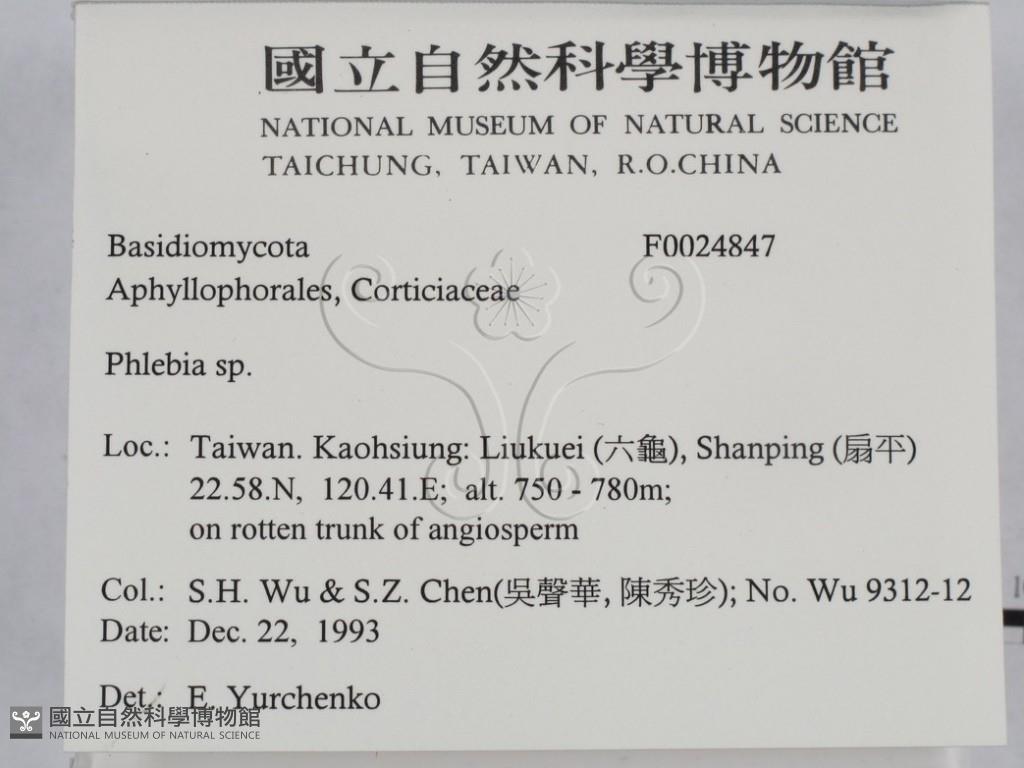 國立自然科學博物館
NATIONAL MUSEUM OF NATURAL SCIENCE
TAICHUNG, TAIWAN, R.O.CHINA
Basidiomycota F0024847
Aphyllophorales, Corticiaceae
Phlebia sp.
Loc.: Taiwan. Kaohsiung: Liukuei (六龜), Shanping (扇平)
22.58.N, 120.41.E; alt. 750 - 780m;
on rotten trunk of angiosperm
Col.: S.H. Wu & S.Z. Chen(吳聲華, 陳秀珍); No. Wu 9312-12
Date: Dec. 22, 1993
Det.: E. Yurchenko
國立自然科學博物館
NATIONAL MUSEUM OF NATURAL SCIENCE